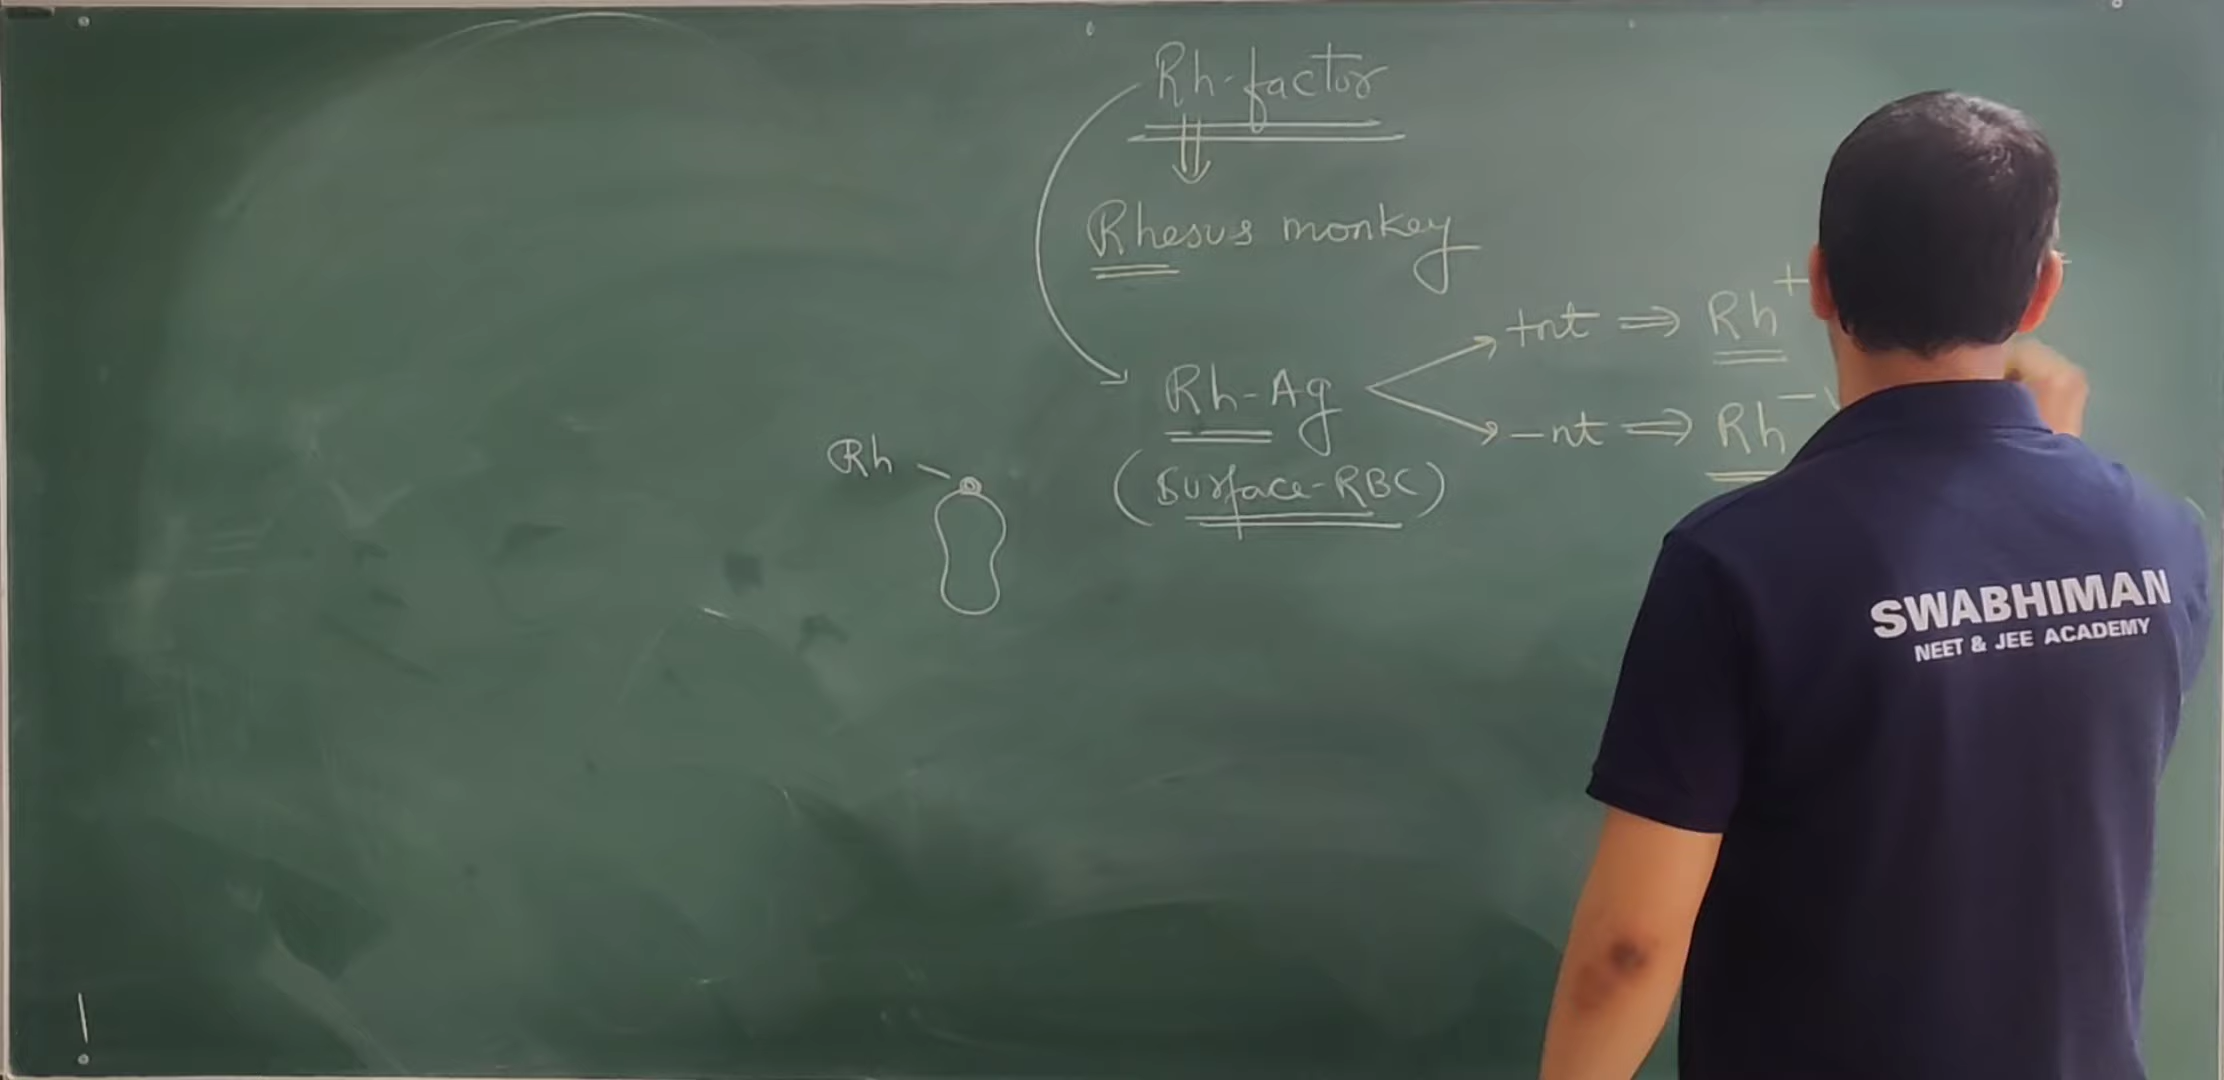 Rh-factor
Rhesus monkey
+nt ⇒ Rh+
Rh-Ag
-nt ⇒ Rh-
(Surface-RBC)
Rh
SWABHIMAN
NEET & JEE ACADEMY